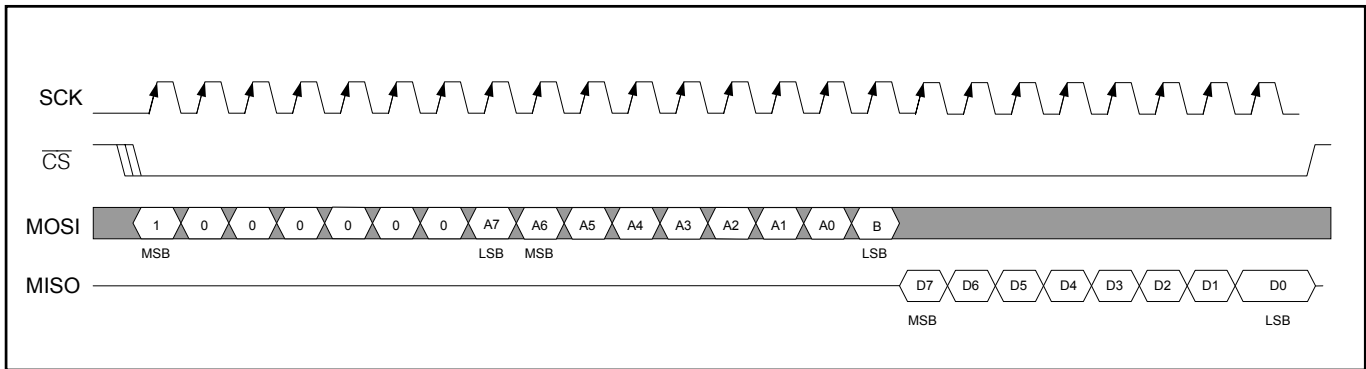 SCK
CS
MOSI 1 0 0 0 0 0 0 A7 A6 A5 A4 A3 A2 A1 A0 B
MSB LSB MSB LSB
MISO D7 D6 D5 D4 D3 D2 D1 D0
MSB LSB